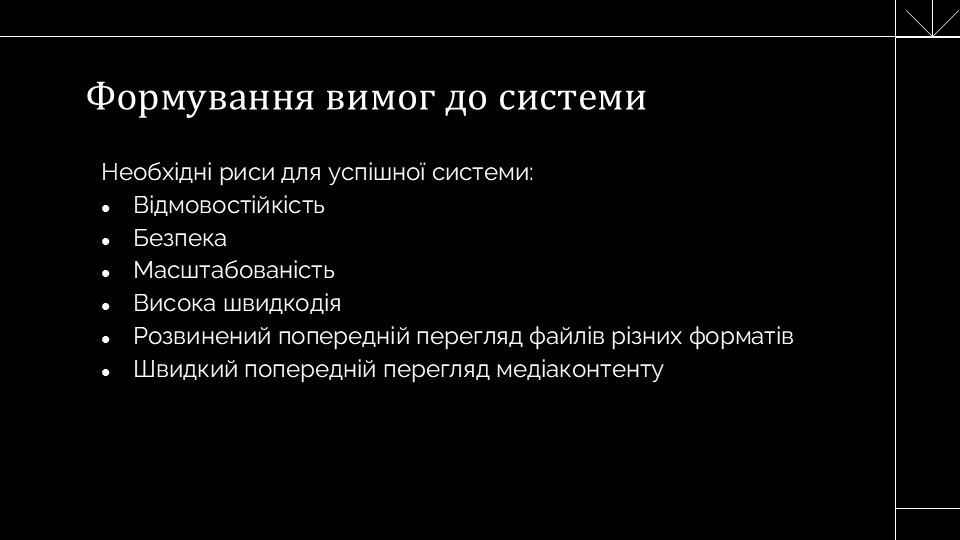 Формування вимог до системи
Необхідні риси для успішної системи:
● Відмовостійкість
● Безпека
● Масштабованість
● Висока швидкодія
● Розвинений попередній перегляд файлів різних форматів
● Швидкий попередній перегляд медіаконтенту